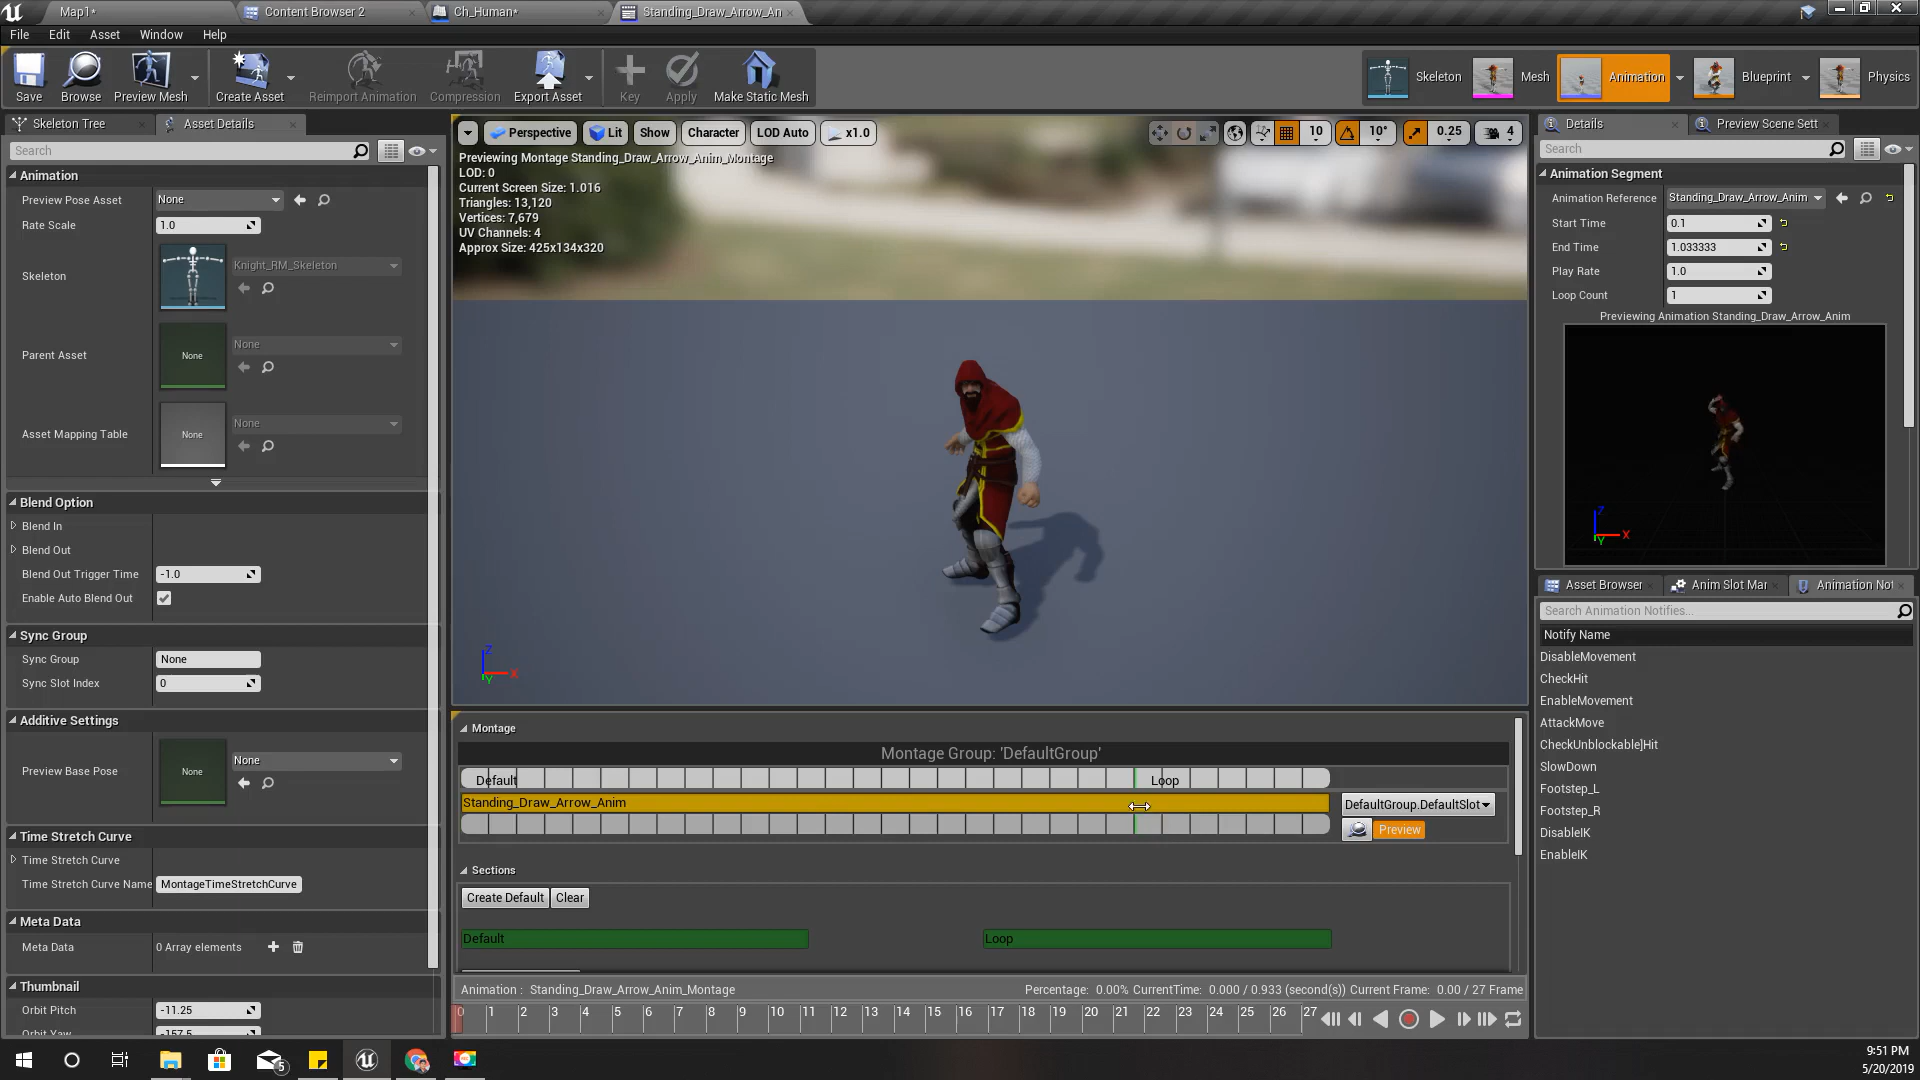 Map1*
Content Browser 2
Ch_Human*
Standing_Draw_Arrow_An
File Edit Asset Window Help
Save
Browse
Preview Mesh
Create Asset
Reimport Animation
Compression
Export Asset
Key
Apply
Make Static Mesh
Skeleton
Mesh
Animation
Blueprint
Physics
Skeleton Tree
Asset Details
Search
Animation
Preview Pose Asset None
Rate Scale 1.0
Skeleton Knight_RM_Skeleton
Parent Asset None None
Asset Mapping Table None None
Blend Option
Blend In
Blend Out
Blend Out Trigger Time -1.0
Enable Auto Blend Out
Sync Group
Sync Group None
Sync Slot Index 0
Additive Settings
Preview Base Pose None None
Time Stretch Curve
Time Stretch Curve
Time Stretch Curve Name MontageTimeStretchCurve
Meta Data
Meta Data 0 Array elements
Thumbnail
Orbit Pitch -11.25
Orbit Yaw -157.5
Perspective Lit Show Character LOD Auto x1.0
10 10° 0.25 4
Previewing Montage Standing_Draw_Arrow_Anim_Montage
LOD: 0
Current Screen Size: 1.016
Triangles: 13,120
Vertices: 7,679
UV Channels: 4
Approx Size: 425x134x320
Z
X
Y
Montage
Montage Group: 'DefaultGroup'
Default Loop
Standing_Draw_Arrow_Anim
DefaultGroup.DefaultSlot
Preview
Sections
Create Default Clear
Default Loop
Animation : Standing_Draw_Arrow_Anim_Montage
Percentage: 0.00% CurrentTime: 0.000 / 0.933 (second(s)) Current Frame: 0.00 / 27 Frame
0 1 2 3 4 5 6 7 8 9 10 11 12 13 14 15 16 17 18 19 20 21 22 23 24 25 26 27
Details
Preview Scene Sett
Search
Animation Segment
Animation Reference Standing_Draw_Arrow_Anim
Start Time 0.1
End Time 1.033333
Play Rate 1.0
Loop Count 1
Previewing Animation Standing_Draw_Arrow_Anim
Z
X
Y
Asset Browser
Anim Slot Mar
Animation Not
Search Animation Notifies...
Notify Name
DisableMovement
CheckHit
EnableMovement
AttackMove
CheckUnblockable]Hit
SlowDown
Footstep_L
Footstep_R
DisableIK
EnableIK
5
9:51 PM
5/20/2019